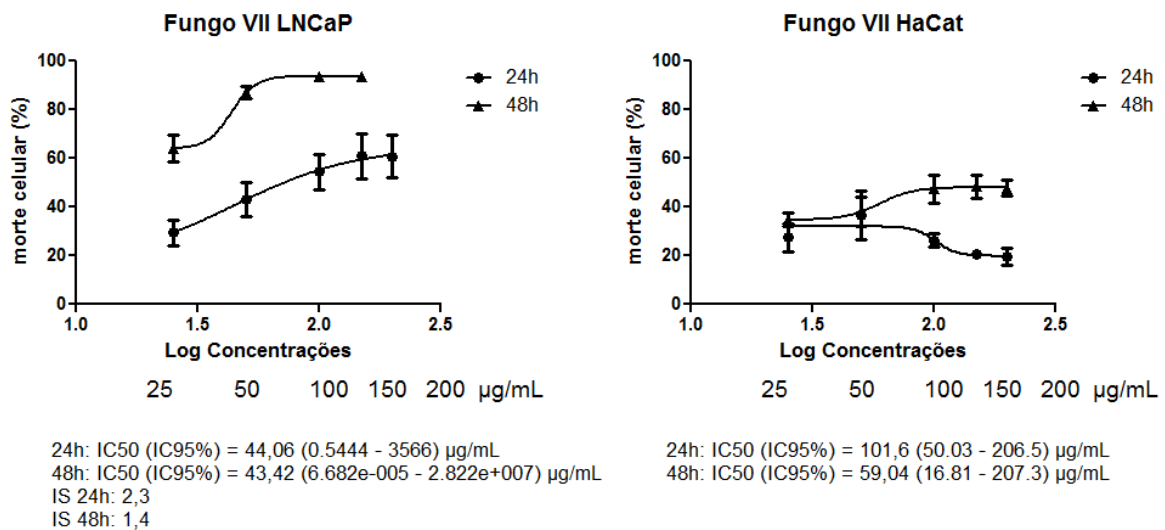 Fungo VII LNCaP
morte celular (%)
100
80
60
40
20
0
1.0
1.5
2.0
2.5
Log Concentrações
24h
48h
25 50 100 150 200 µg/mL
24h: IC50 (IC95%) = 44,06 (0.5444 - 3566) µg/mL
48h: IC50 (IC95%) = 43,42 (6.682e-005 - 2.822e+007) µg/mL
IS 24h: 2,3
IS 48h: 1,4
Fungo VII HaCat
morte celular (%)
100
80
60
40
20
0
1.0
1.5
2.0
2.5
Log Concentrações
24h
48h
25 50 100 150 200 µg/mL
24h: IC50 (IC95%) = 101,6 (50.03 - 206.5) µg/mL
48h: IC50 (IC95%) = 59,04 (16.81 - 207.3) µg/mL